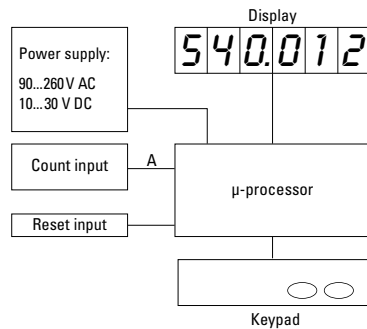 Display
540.012
Power supply:
90...260 V AC
10...30 V DC
Count input
A
µ-processor
Reset input
Keypad